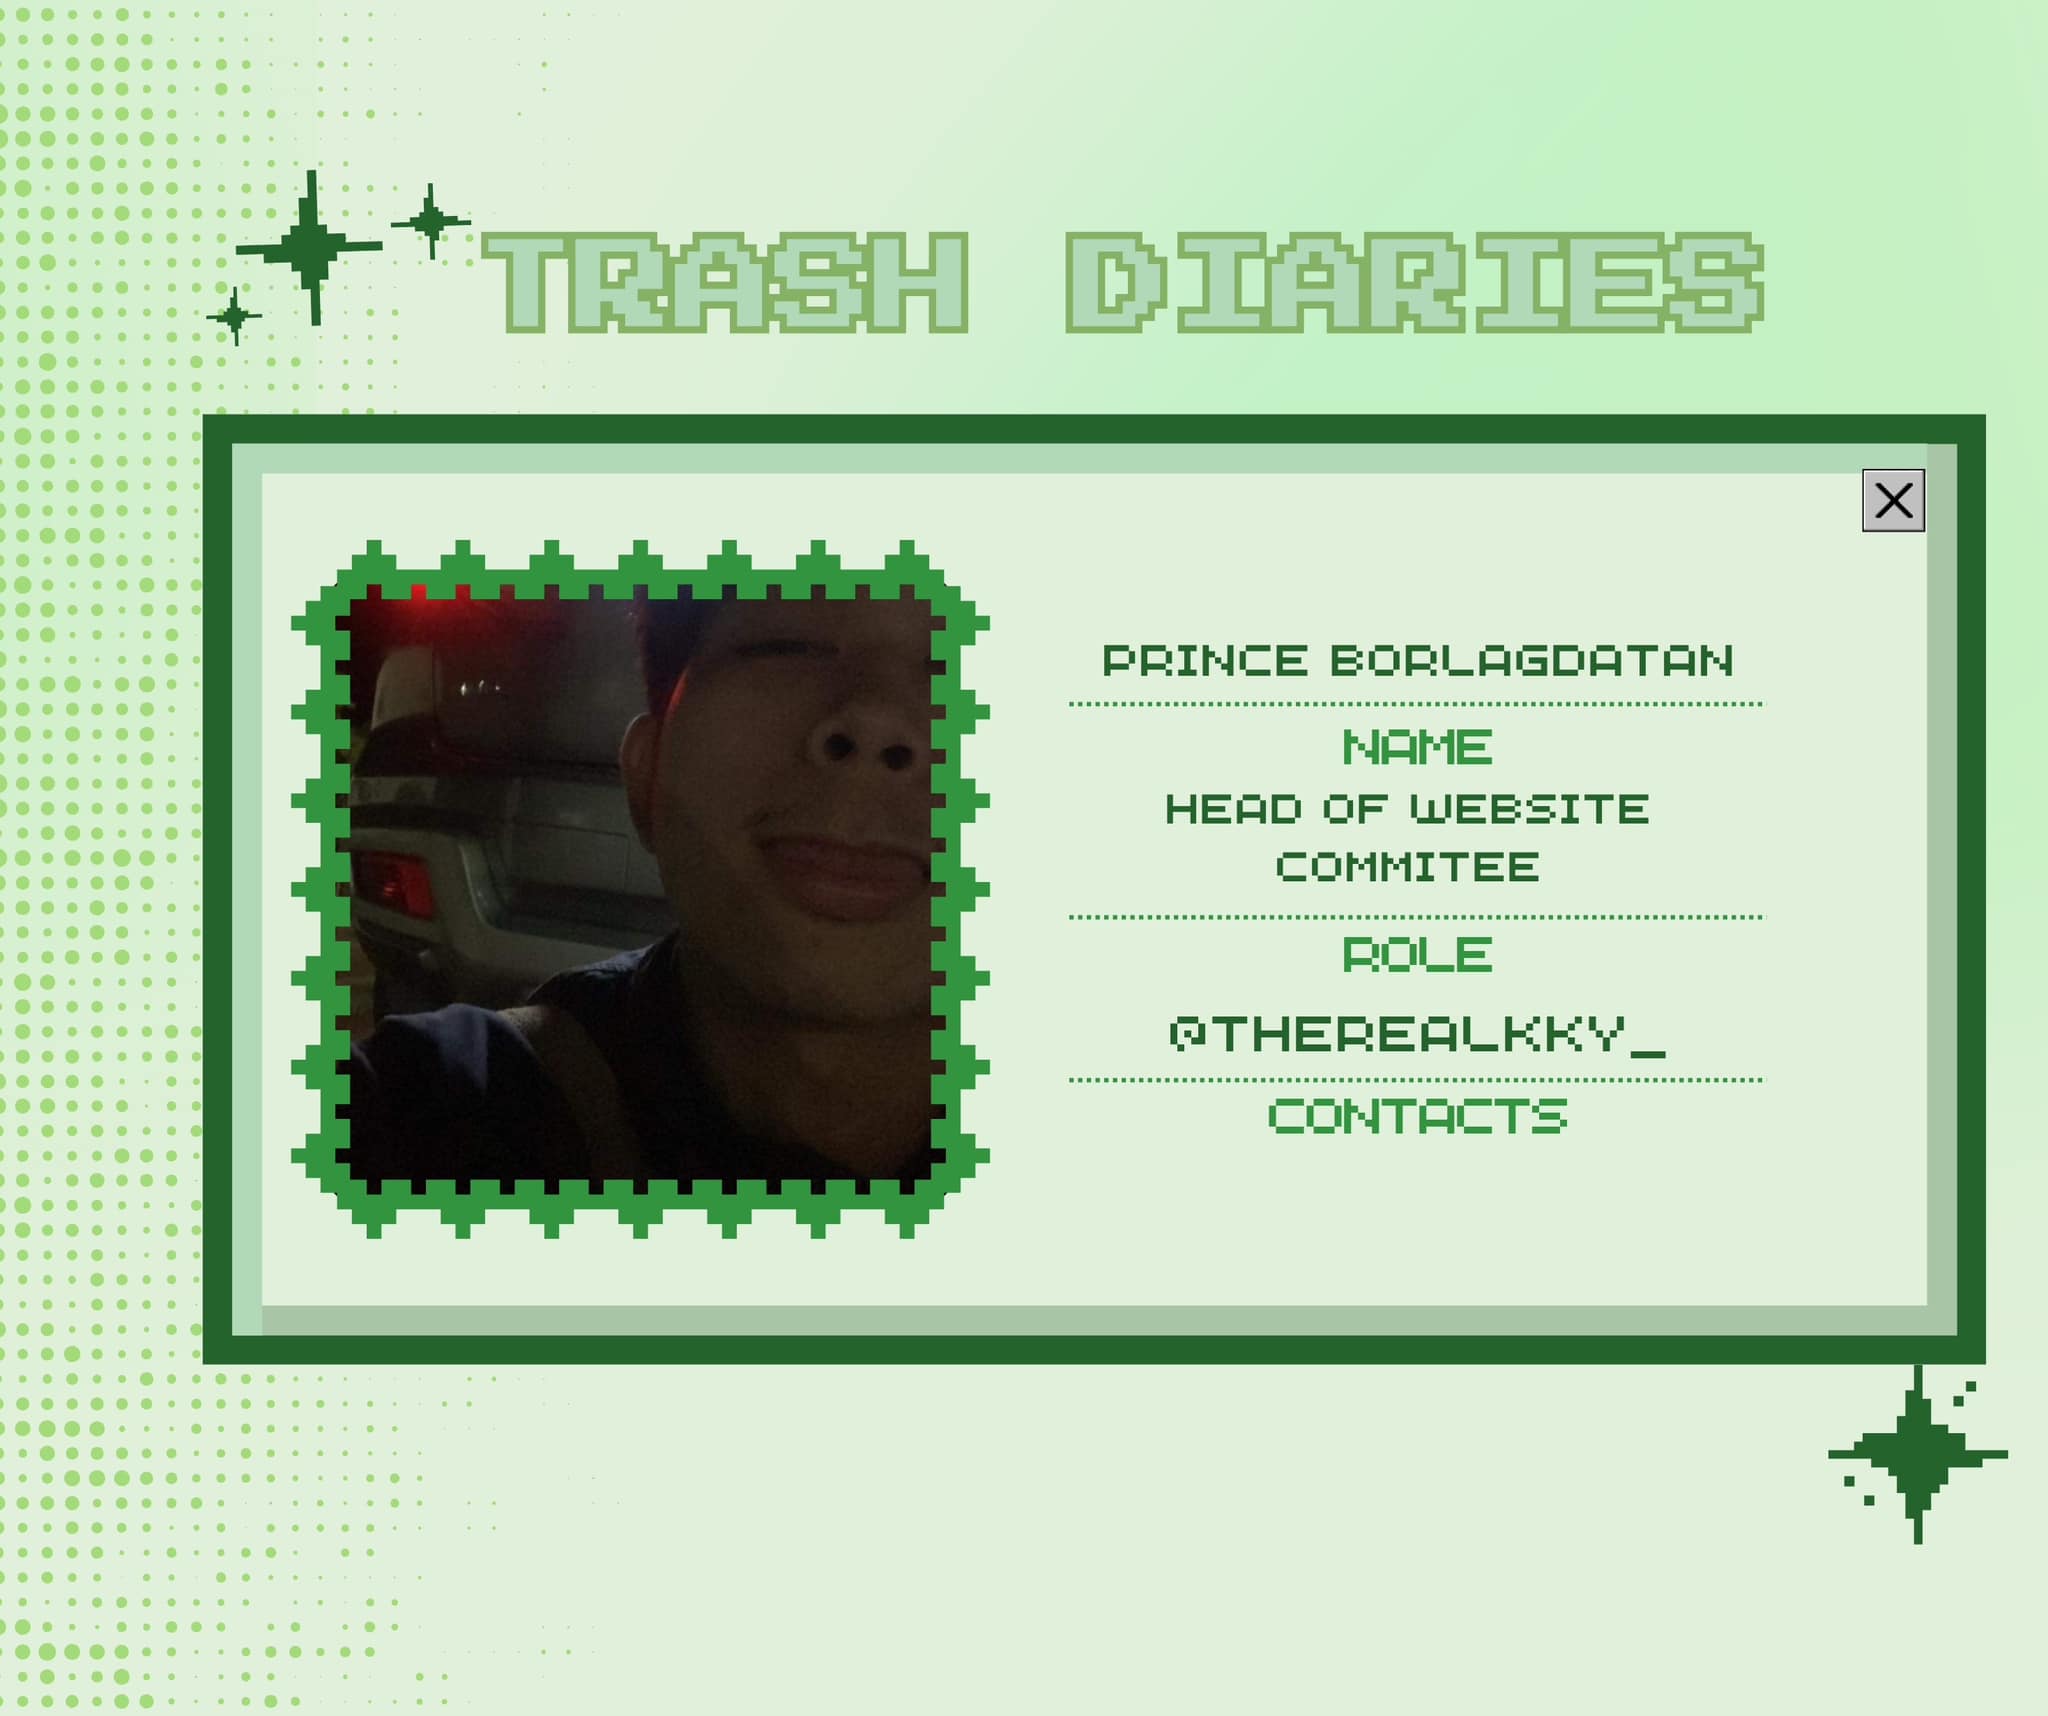 TRASH DIARIES
PRINCE BORLAGDATAN
NAME
HEAD OF WEBSITE
COMMITEE
ROLE
@THEREALKKY_
CONTACTS